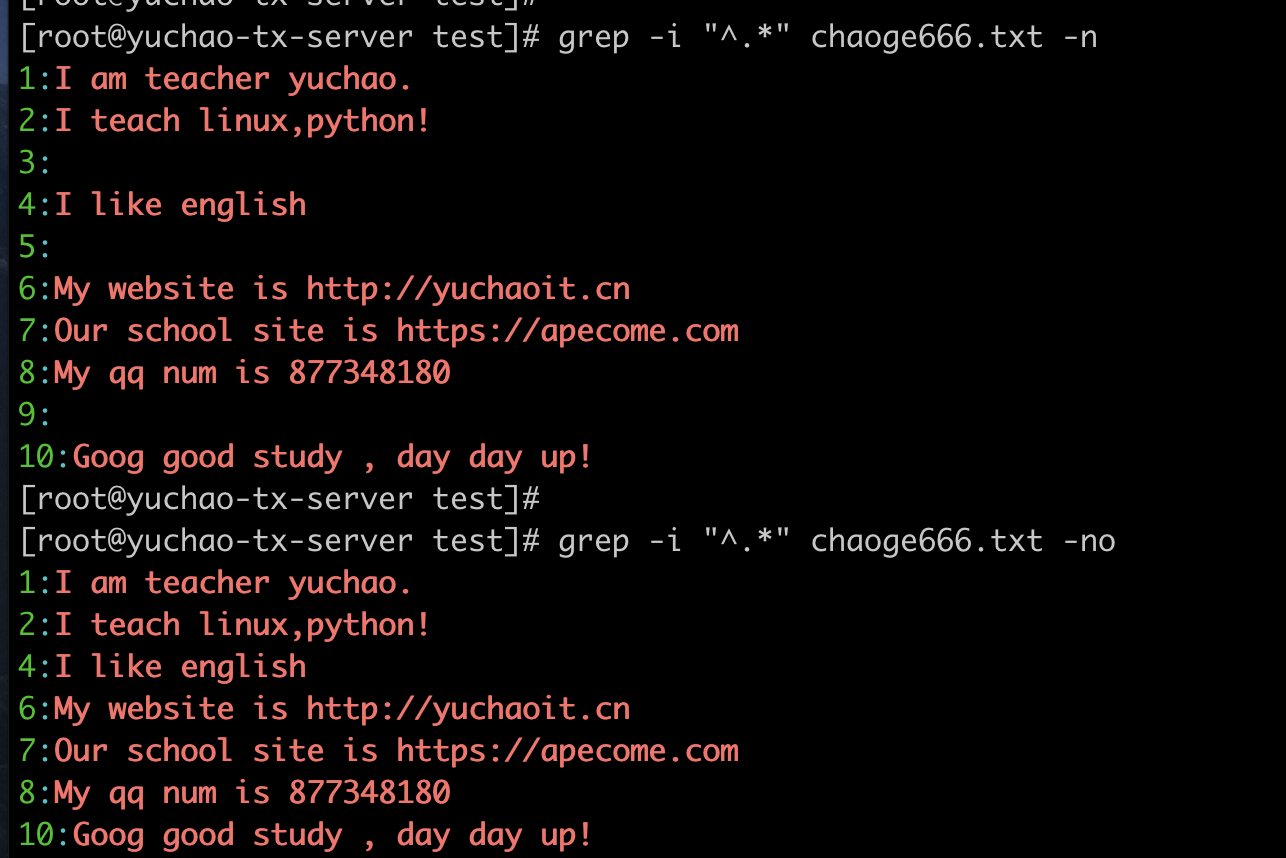 [root@yuchao-tx-server test]#
[root@yuchao-tx-server test]# grep -i "^.*" chaoge666.txt -n
1:I am teacher yuchao.
2:I teach linux,python!
3:
4:I like english
5:
6:My website is http://yuchaoit.cn
7:Our school site is https://apecome.com
8:My qq num is 877348180
9:
10:Goog good study , day day up!
[root@yuchao-tx-server test]#
[root@yuchao-tx-server test]# grep -i "^.*" chaoge666.txt -no
1:I am teacher yuchao.
2:I teach linux,python!
4:I like english
6:My website is http://yuchaoit.cn
7:Our school site is https://apecome.com
8:My qq num is 877348180
10:Goog good study , day day up!